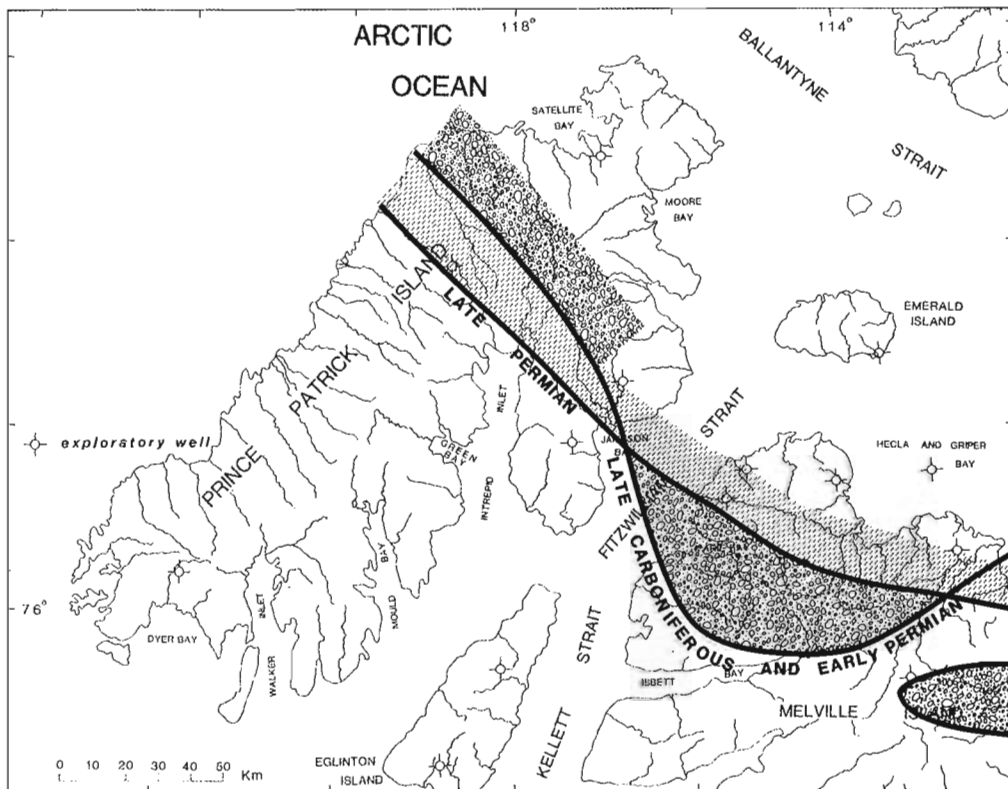 118° 114°
ARCTIC
OCEAN
BALLANTYNE
STRAIT
SATELLITE
BAY
MOORE
BAY
EMERALD
ISLAND
PRINCE PATRICK ISLAND
LATE PERMIAN
INLET
GREEN
BAY
INTREPID
STRAIT
HECLA AND GRIPER
BAY
exploratory well
LATE CARBONIFEROUS AND EARLY PERMIAN
76°
DYER BAY
INLET
WALKER
BAY
MOULD
STRAIT
KELLETT
IBBETT BAY
MELVILLE ISLAND
EGLINTON
ISLAND
0 10 20 30 40 50
Km